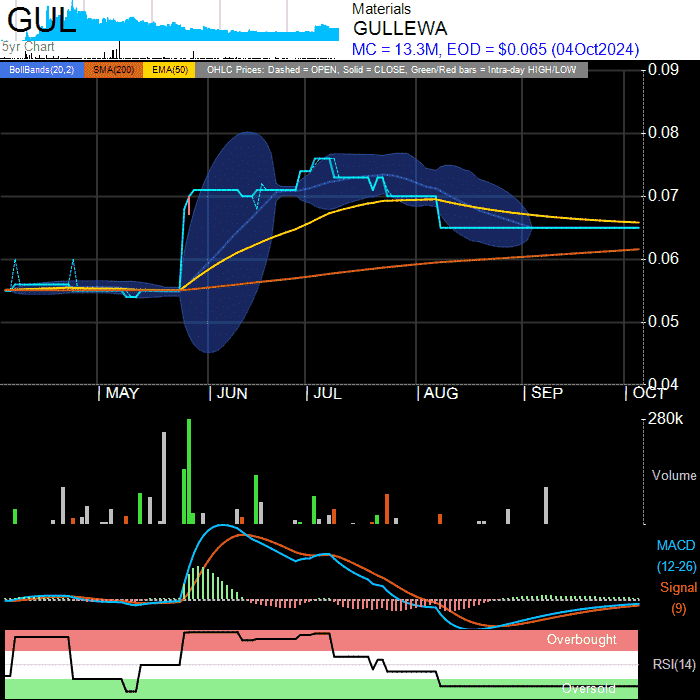 GUL
5yr Chart
Materials
GULLEWA
MC = 13.3M, EOD = $0.065 (04Oct2024)
BollBands(20,2) SMA(200) EMA(50) OHLC Prices: Dashed = OPEN, Solid = CLOSE, Green/Red bars = Intra-day HIGH/LOW
0.09
0.08
0.07
0.06
0.05
0.04
MAY JUN JUL AUG SEP OCT
280k
Volume
MACD
(12-26)
Signal
(9)
Overbought
RSI(14)
Oversold